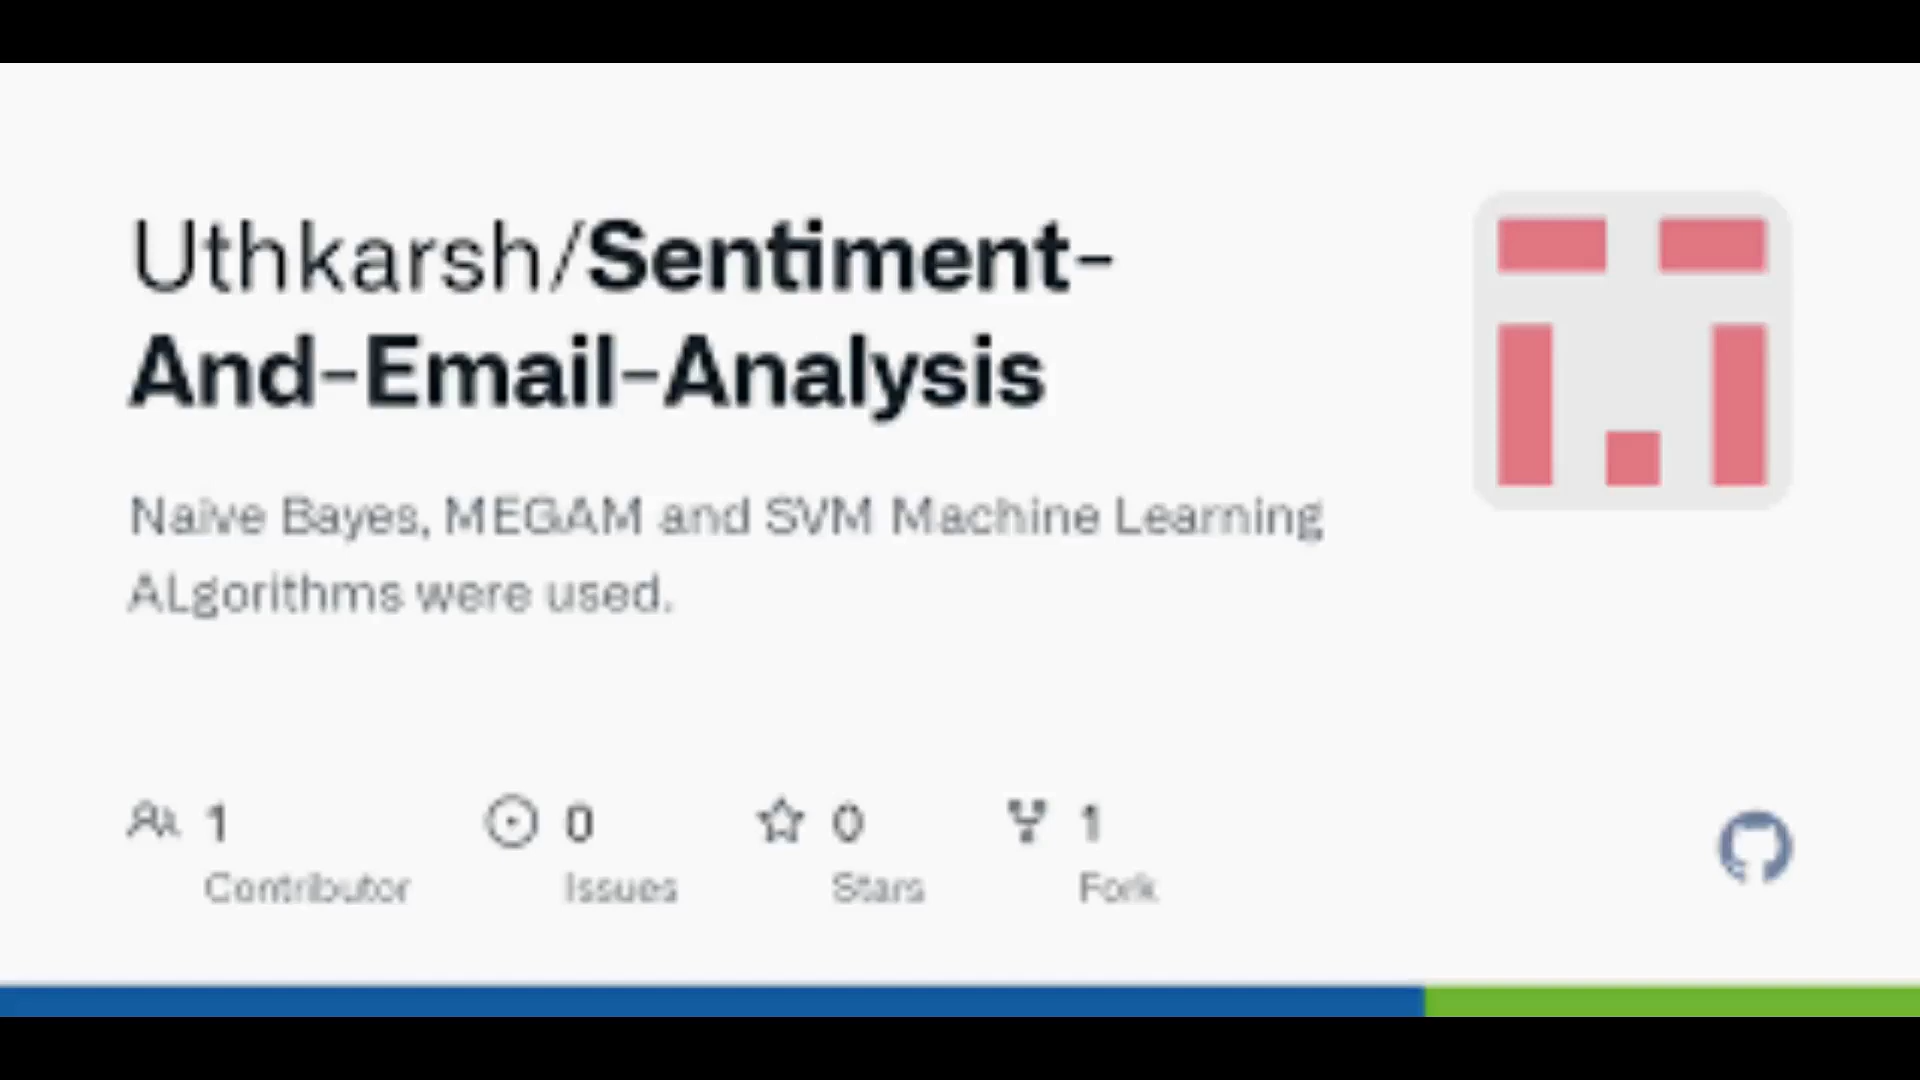 Uthkarsh/Sentiment-
And-Email-Analysis
Naive Bayes, MEGAM and SVM Machine Learning
ALgorithms were used.
1 0 0 1
Contributor Issues Stars Fork